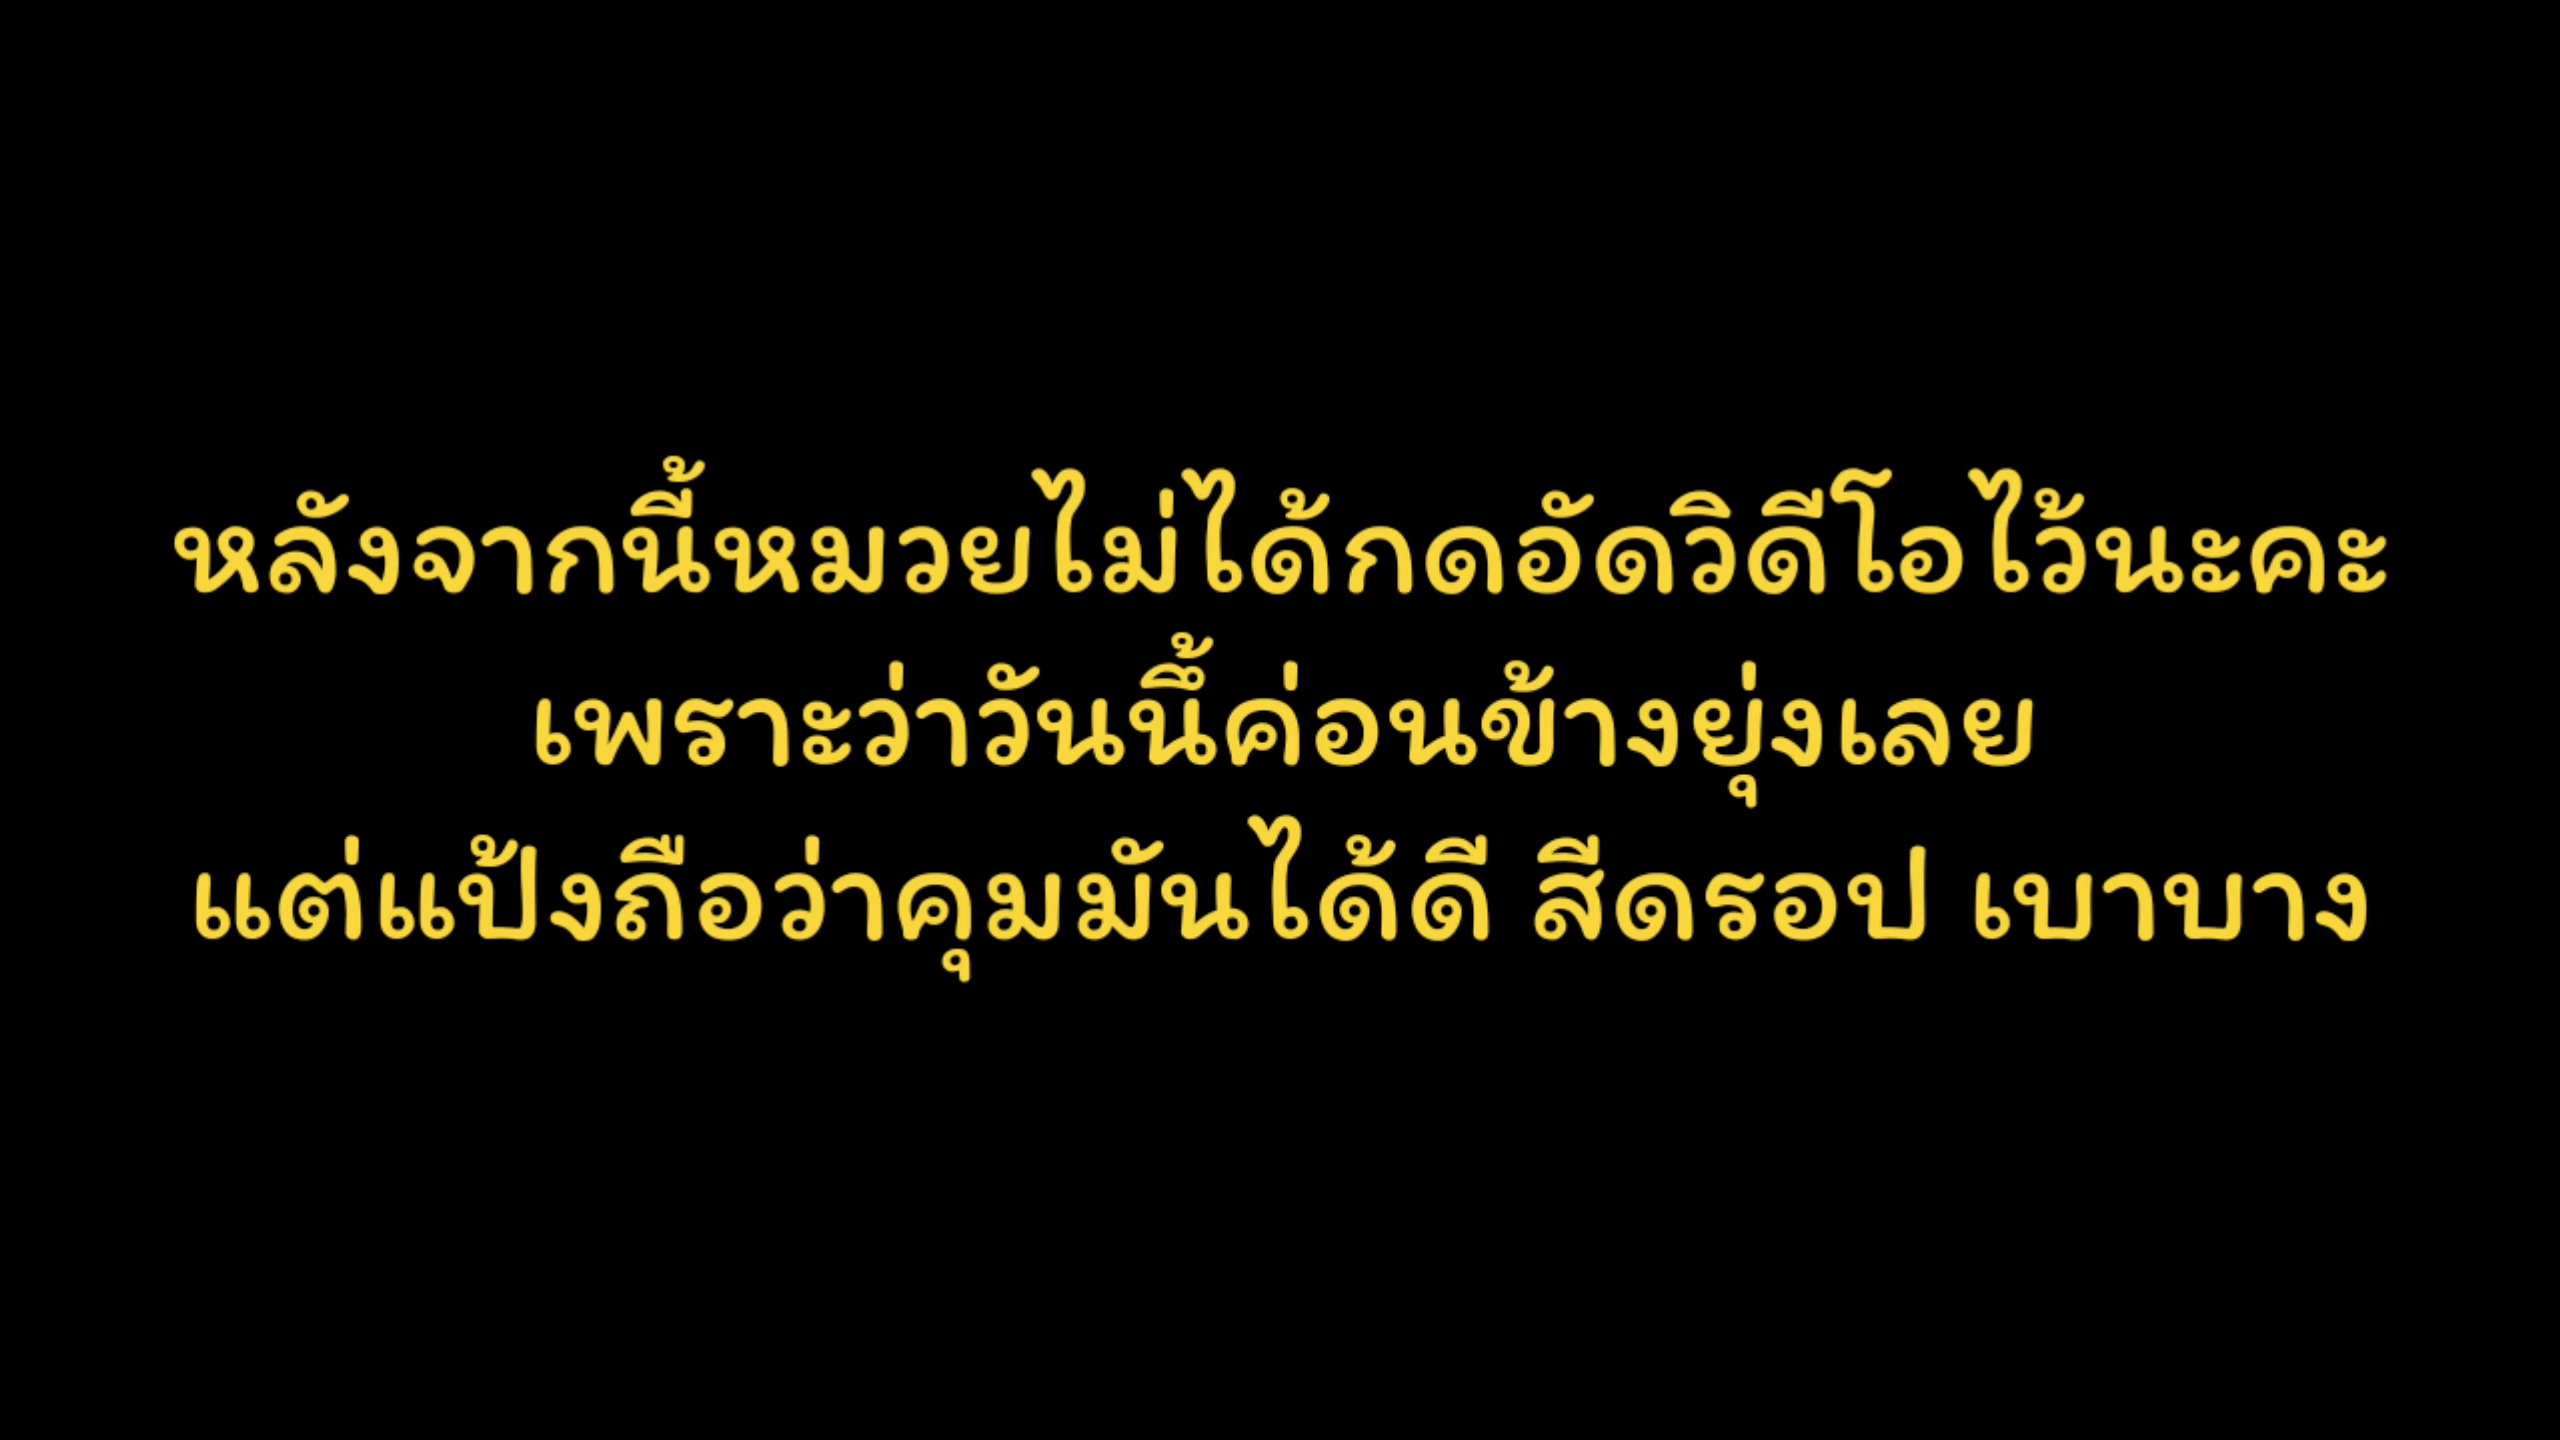 หลังจากนี้หมวยไม่ได้กดอัดวิดีโอไว้นะคะ
เพราะว่าวันนึ้ค่อนข้างยุ่งเลย
แต่แป้งถือว่าคุมมันได้ดี สีดรอป เบาบาง